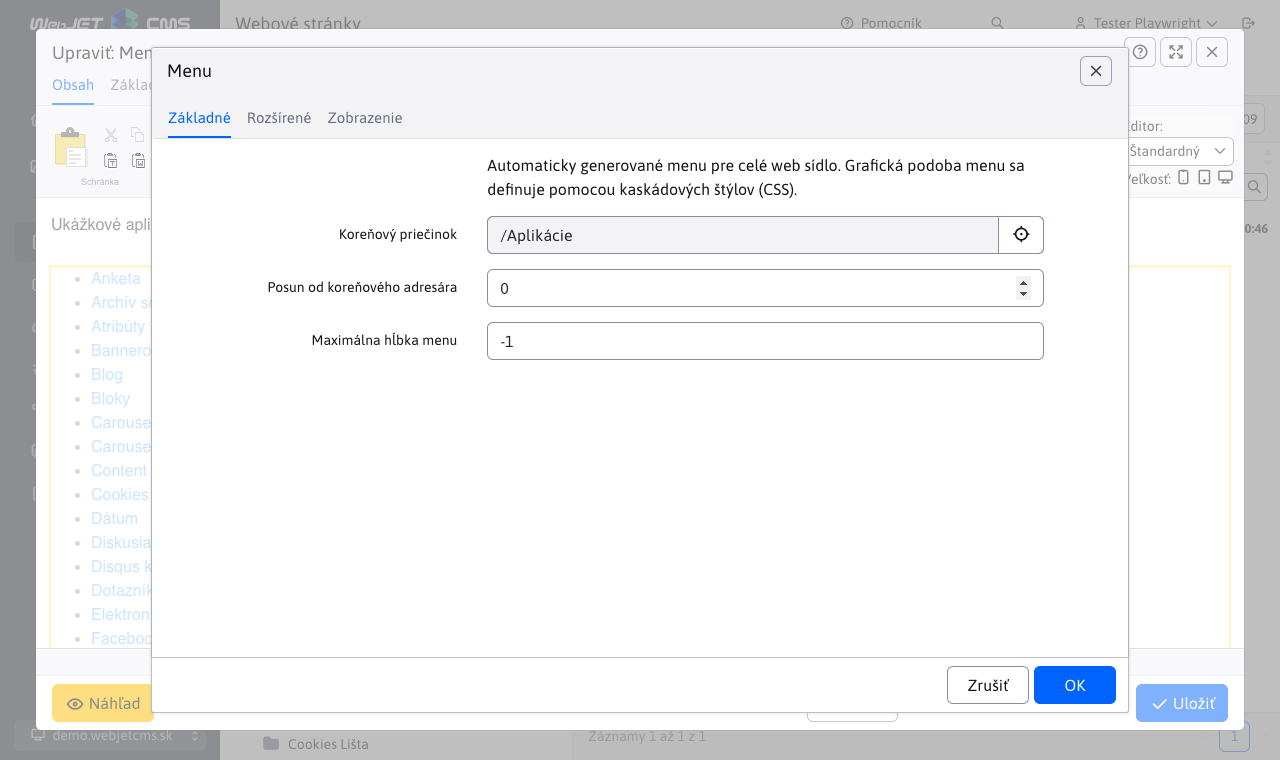 WebJET CMS
Webové stránky
Pomocník
Tester Playwright
Upraviť: Men
Menu
Obsah
Základné
Rozšírené
Zobrazenie
09
Editor:
Štandardný
Schránka
Veľkosť:
Automaticky generované menu pre celé web sídlo. Grafická podoba menu sa
definuje pomocou kaskádových štýlov (CSS).
Ukážkové apli
Koreňový priečinok
/Aplikácie
0:46
Posun od koreňového adresára
0
Maximálna hĺbka menu
-1
Anketa
Archív s
Atribúty
Bannero
Blog
Bloky
Carouse
Carouse
Content
Cookies
Dátum
Diskusia
Disqus k
Dotazník
Elektron
Faceboo
Zrušiť
OK
Náhľad
Uložiť
demo.webjetcms.sk
Cookies Lišta
Záznamy 1 až 1 z 1
1